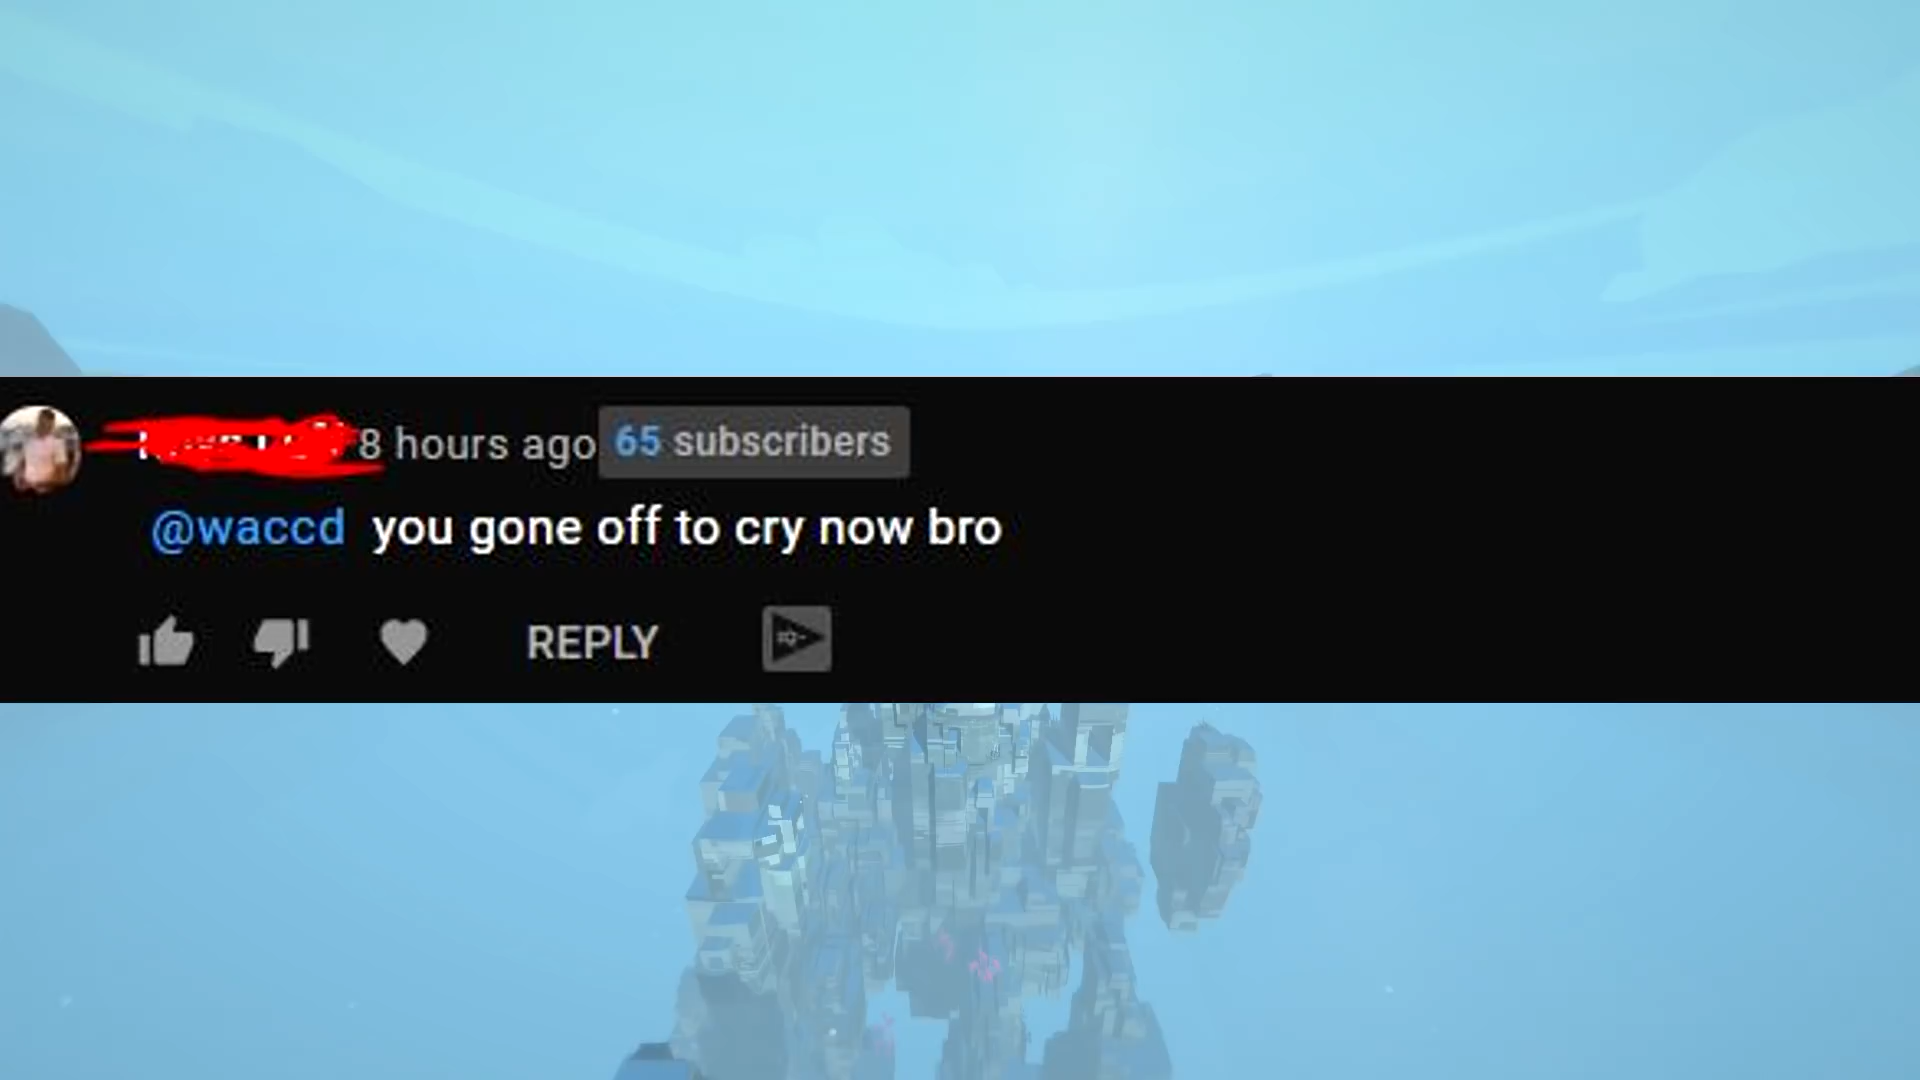 8 hours ago 65 subscribers
@waccd you gone off to cry now bro
REPLY